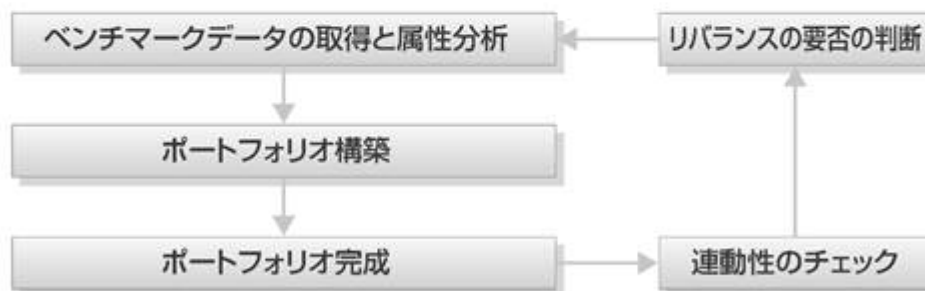 ベンチマークデータの取得と属性分析
リバランスの要否の判断
ポートフォリオ構築
ポートフォリオ完成
連動性のチェック